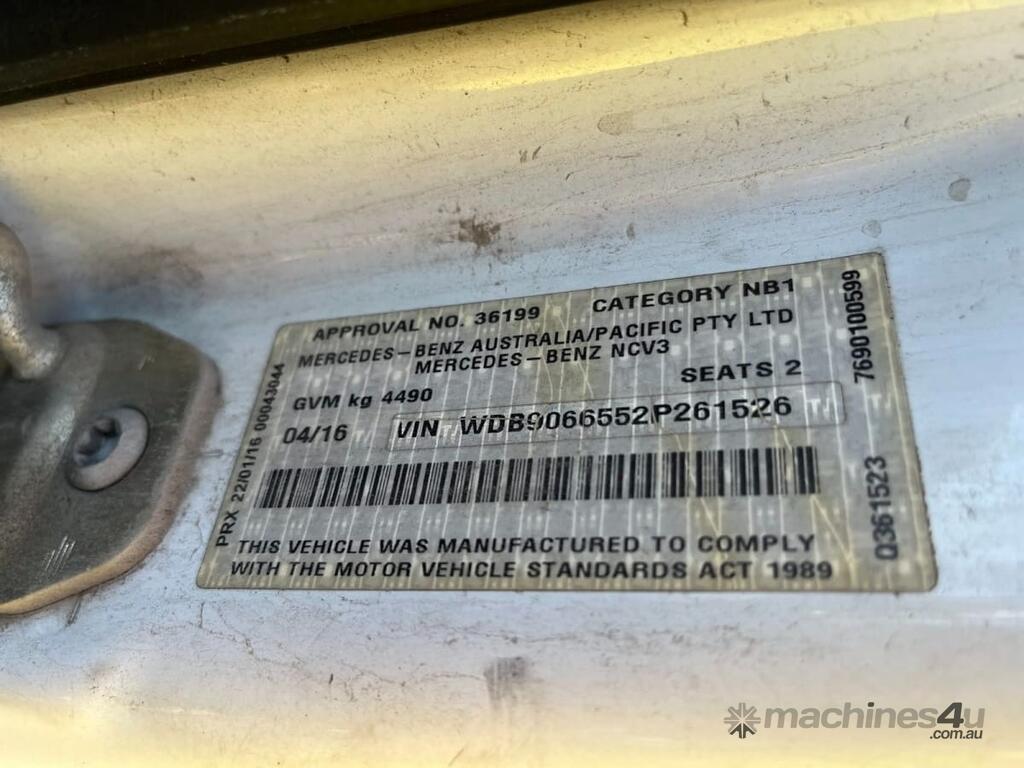 APPROVAL NO. 36199 CATEGORY NB1
MERCEDES-BENZ AUSTRALIA/PACIFIC PTY LTD
MERCEDES-BENZ NCV3
GVM kg 4490 SEATS 2
04/16 VIN WDB9066552P261526
THIS VEHICLE WAS MANUFACTURED TO COMPLY
WITH THE MOTOR VEHICLE STANDARDS ACT 1989
PRX 22/01/16 00043044
Q361523 7690100599
machines4u
.com.au